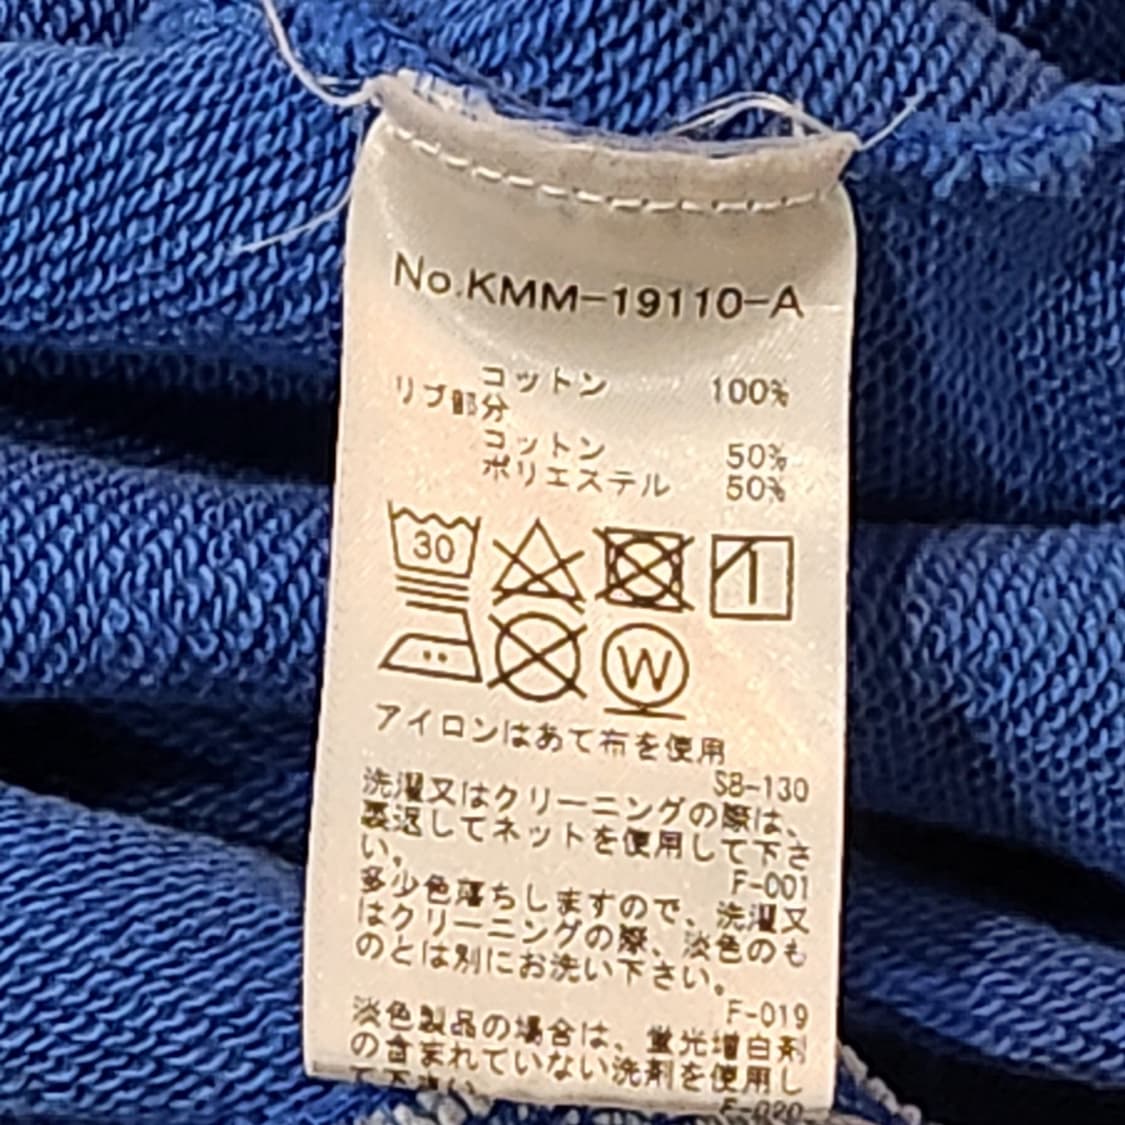 No.KMM-19110-A
コットン 100%
リブ部分
コットン 50%
ポリエステル 50%
30
W
アイロンはあて布を使用
SB-130
洗濯又はクリーニングの際は、
裏返してネットを使用して下さ
い。
F-001
多少色落ちしますので、洗濯又
はクリーニングの際、淡色のも
のとは別にお洗い下さい。
F-019
淡色製品の場合は、蛍光増白剤
の含まれていない洗剤を使用し
て下さい。
F-020